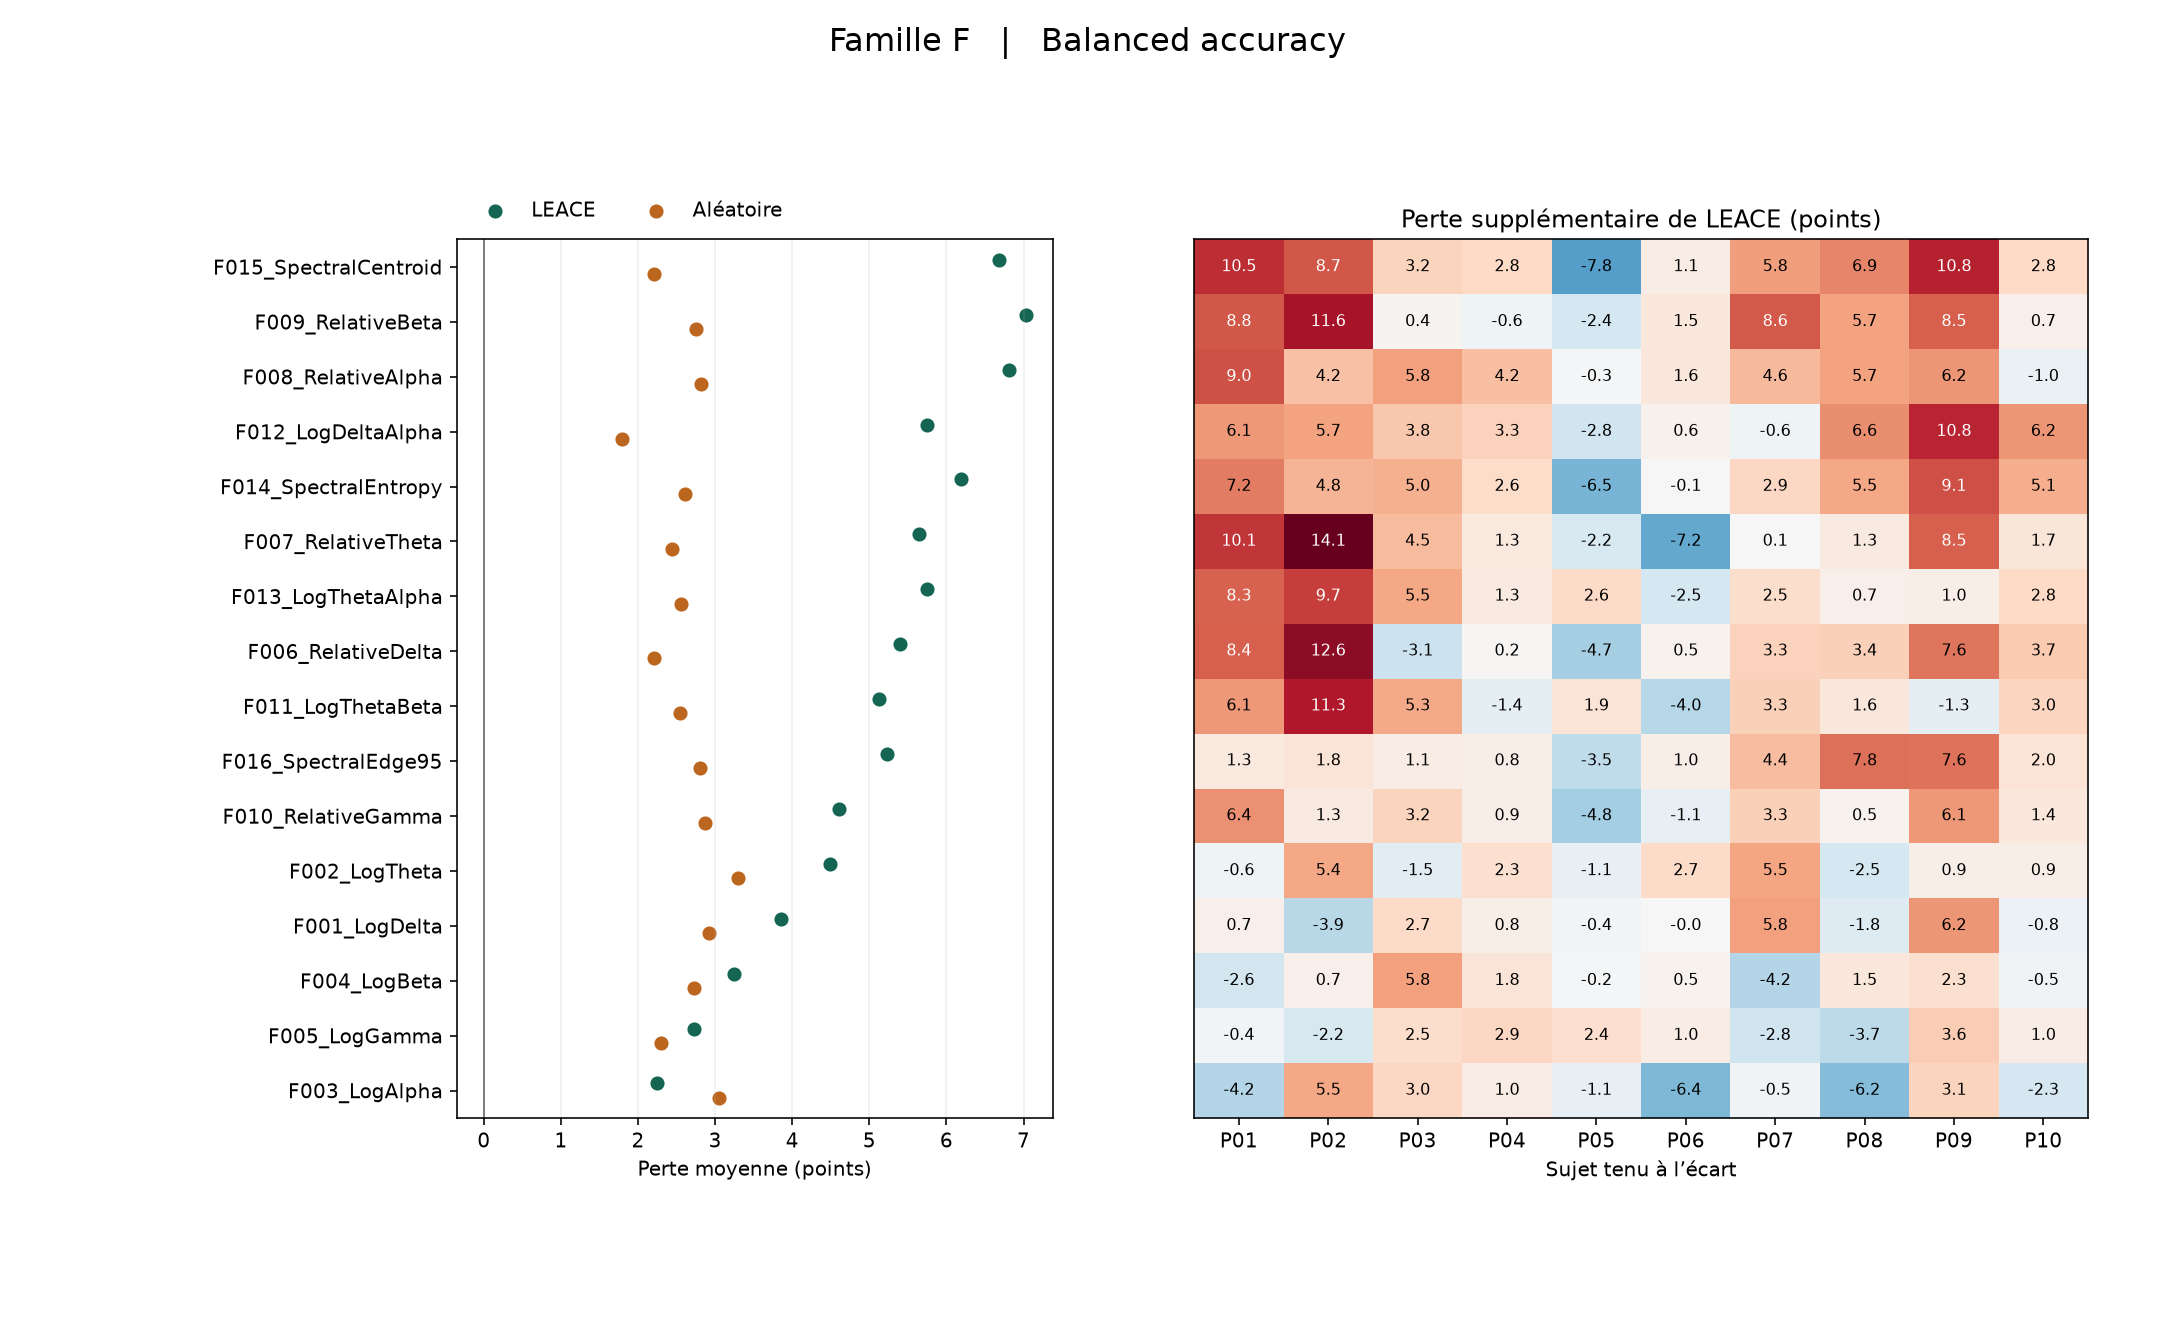 Famille F | Balanced accuracy
LEACE Aléatoire
Perte supplémentaire de LEACE (points)
F015_SpectralCentroid 10.5 8.7 3.2 2.8 -7.8 1.1 5.8 6.9 10.8 2.8
F009_RelativeBeta 8.8 11.6 0.4 -0.6 -2.4 1.5 8.6 5.7 8.5 0.7
F008_RelativeAlpha 9.0 4.2 5.8 4.2 -0.3 1.6 4.6 5.7 6.2 -1.0
F012_LogDeltaAlpha 6.1 5.7 3.8 3.3 -2.8 0.6 -0.6 6.6 10.8 6.2
F014_SpectralEntropy 7.2 4.8 5.0 2.6 -6.5 -0.1 2.9 5.5 9.1 5.1
F007_RelativeTheta 10.1 14.1 4.5 1.3 -2.2 -7.2 0.1 1.3 8.5 1.7
F013_LogThetaAlpha 8.3 9.7 5.5 1.3 2.6 -2.5 2.5 0.7 1.0 2.8
F006_RelativeDelta 8.4 12.6 -3.1 0.2 -4.7 0.5 3.3 3.4 7.6 3.7
F011_LogThetaBeta 6.1 11.3 5.3 -1.4 1.9 -4.0 3.3 1.6 -1.3 3.0
F016_SpectralEdge95 1.3 1.8 1.1 0.8 -3.5 1.0 4.4 7.8 7.6 2.0
F010_RelativeGamma 6.4 1.3 3.2 0.9 -4.8 -1.1 3.3 0.5 6.1 1.4
F002_LogTheta -0.6 5.4 -1.5 2.3 -1.1 2.7 5.5 -2.5 0.9 0.9
F001_LogDelta 0.7 -3.9 2.7 0.8 -0.4 -0.0 5.8 -1.8 6.2 -0.8
F004_LogBeta -2.6 0.7 5.8 1.8 -0.2 0.5 -4.2 1.5 2.3 -0.5
F005_LogGamma -0.4 -2.2 2.5 2.9 2.4 1.0 -2.8 -3.7 3.6 1.0
F003_LogAlpha -4.2 5.5 3.0 1.0 -1.1 -6.4 -0.5 -6.2 3.1 -2.3
0 1 2 3 4 5 6 7 P01 P02 P03 P04 P05 P06 P07 P08 P09 P10
Perte moyenne (points) Sujet tenu à l’écart